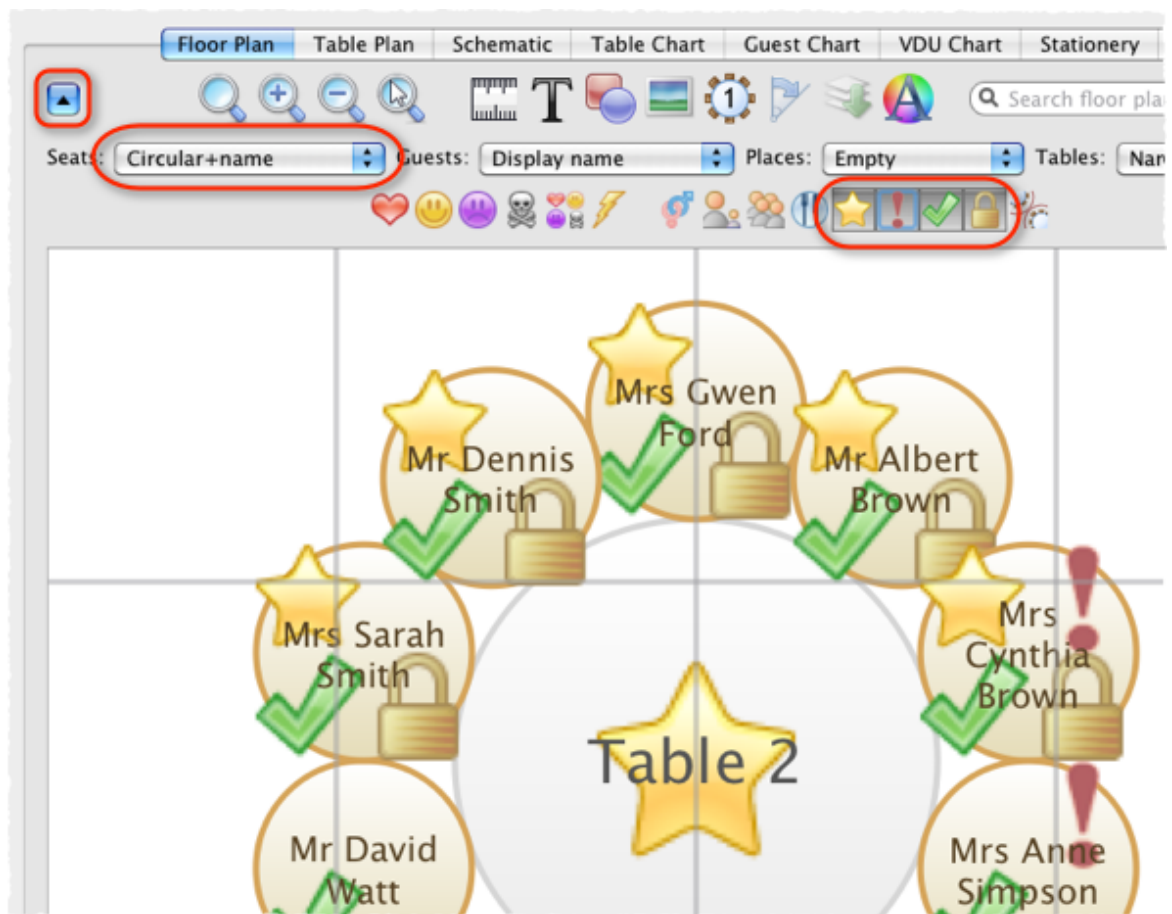 Floor Plan Table Plan Schematic Table Chart Guest Chart VDU Chart Stationery
T 1 A Search floor pla
Seats: Circular+name Guests: Display name Places: Empty Tables: Nar
Mrs Gwen
Ford
Mr Dennis
Smith
Mr Albert
Brown
Mrs Sarah
Smith
Mrs
Cynthia
Brown
Table 2
Mr David
Watt
Mrs Anne
Simpson